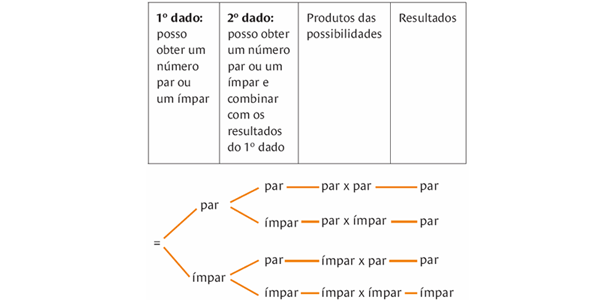 1º dado:
posso
obter um
número
par ou
um ímpar
2º dado:
posso obter
um número
par ou um
ímpar e
combinar
com os
resultados
do 1º dado
Produtos das
possibilidades
Resultados
par par x par par
par
ímpar par x ímpar par
=
par ímpar x par par
ímpar
ímpar ímpar x ímpar ímpar